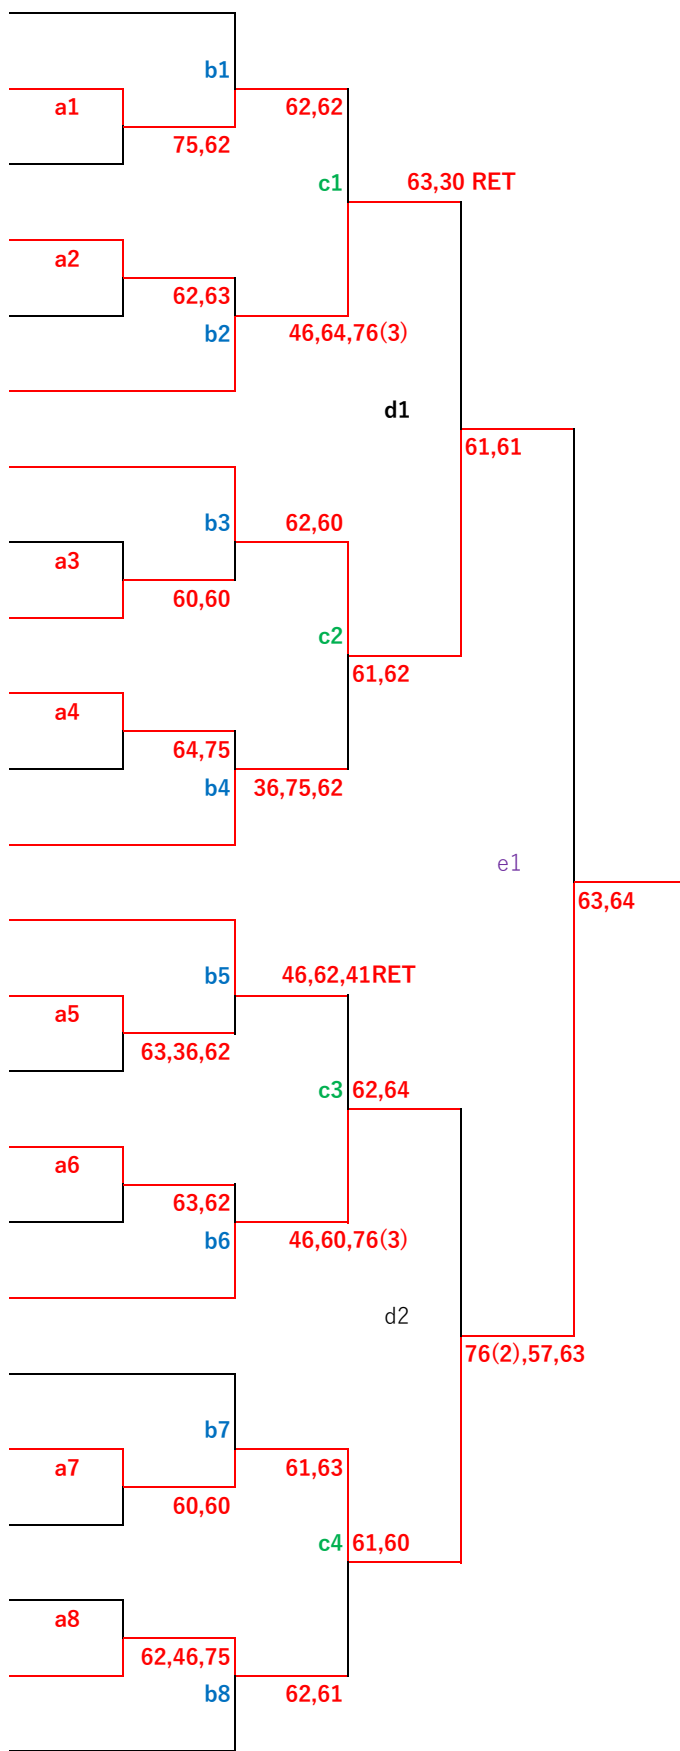 b1
a1
62,62
75,62
c1
63,30 RET
a2
62,63
b2
46,64,76(3)
d1
61,61
b3
62,60
a3
60,60
c2
61,62
a4
64,75
b4
36,75,62
e1
63,64
b5
46,62,41RET
a5
63,36,62
c3
62,64
a6
63,62
b6
46,60,76(3)
d2
76(2),57,63
b7
a7
61,63
60,60
c4
61,60
a8
62,46,75
b8
62,61